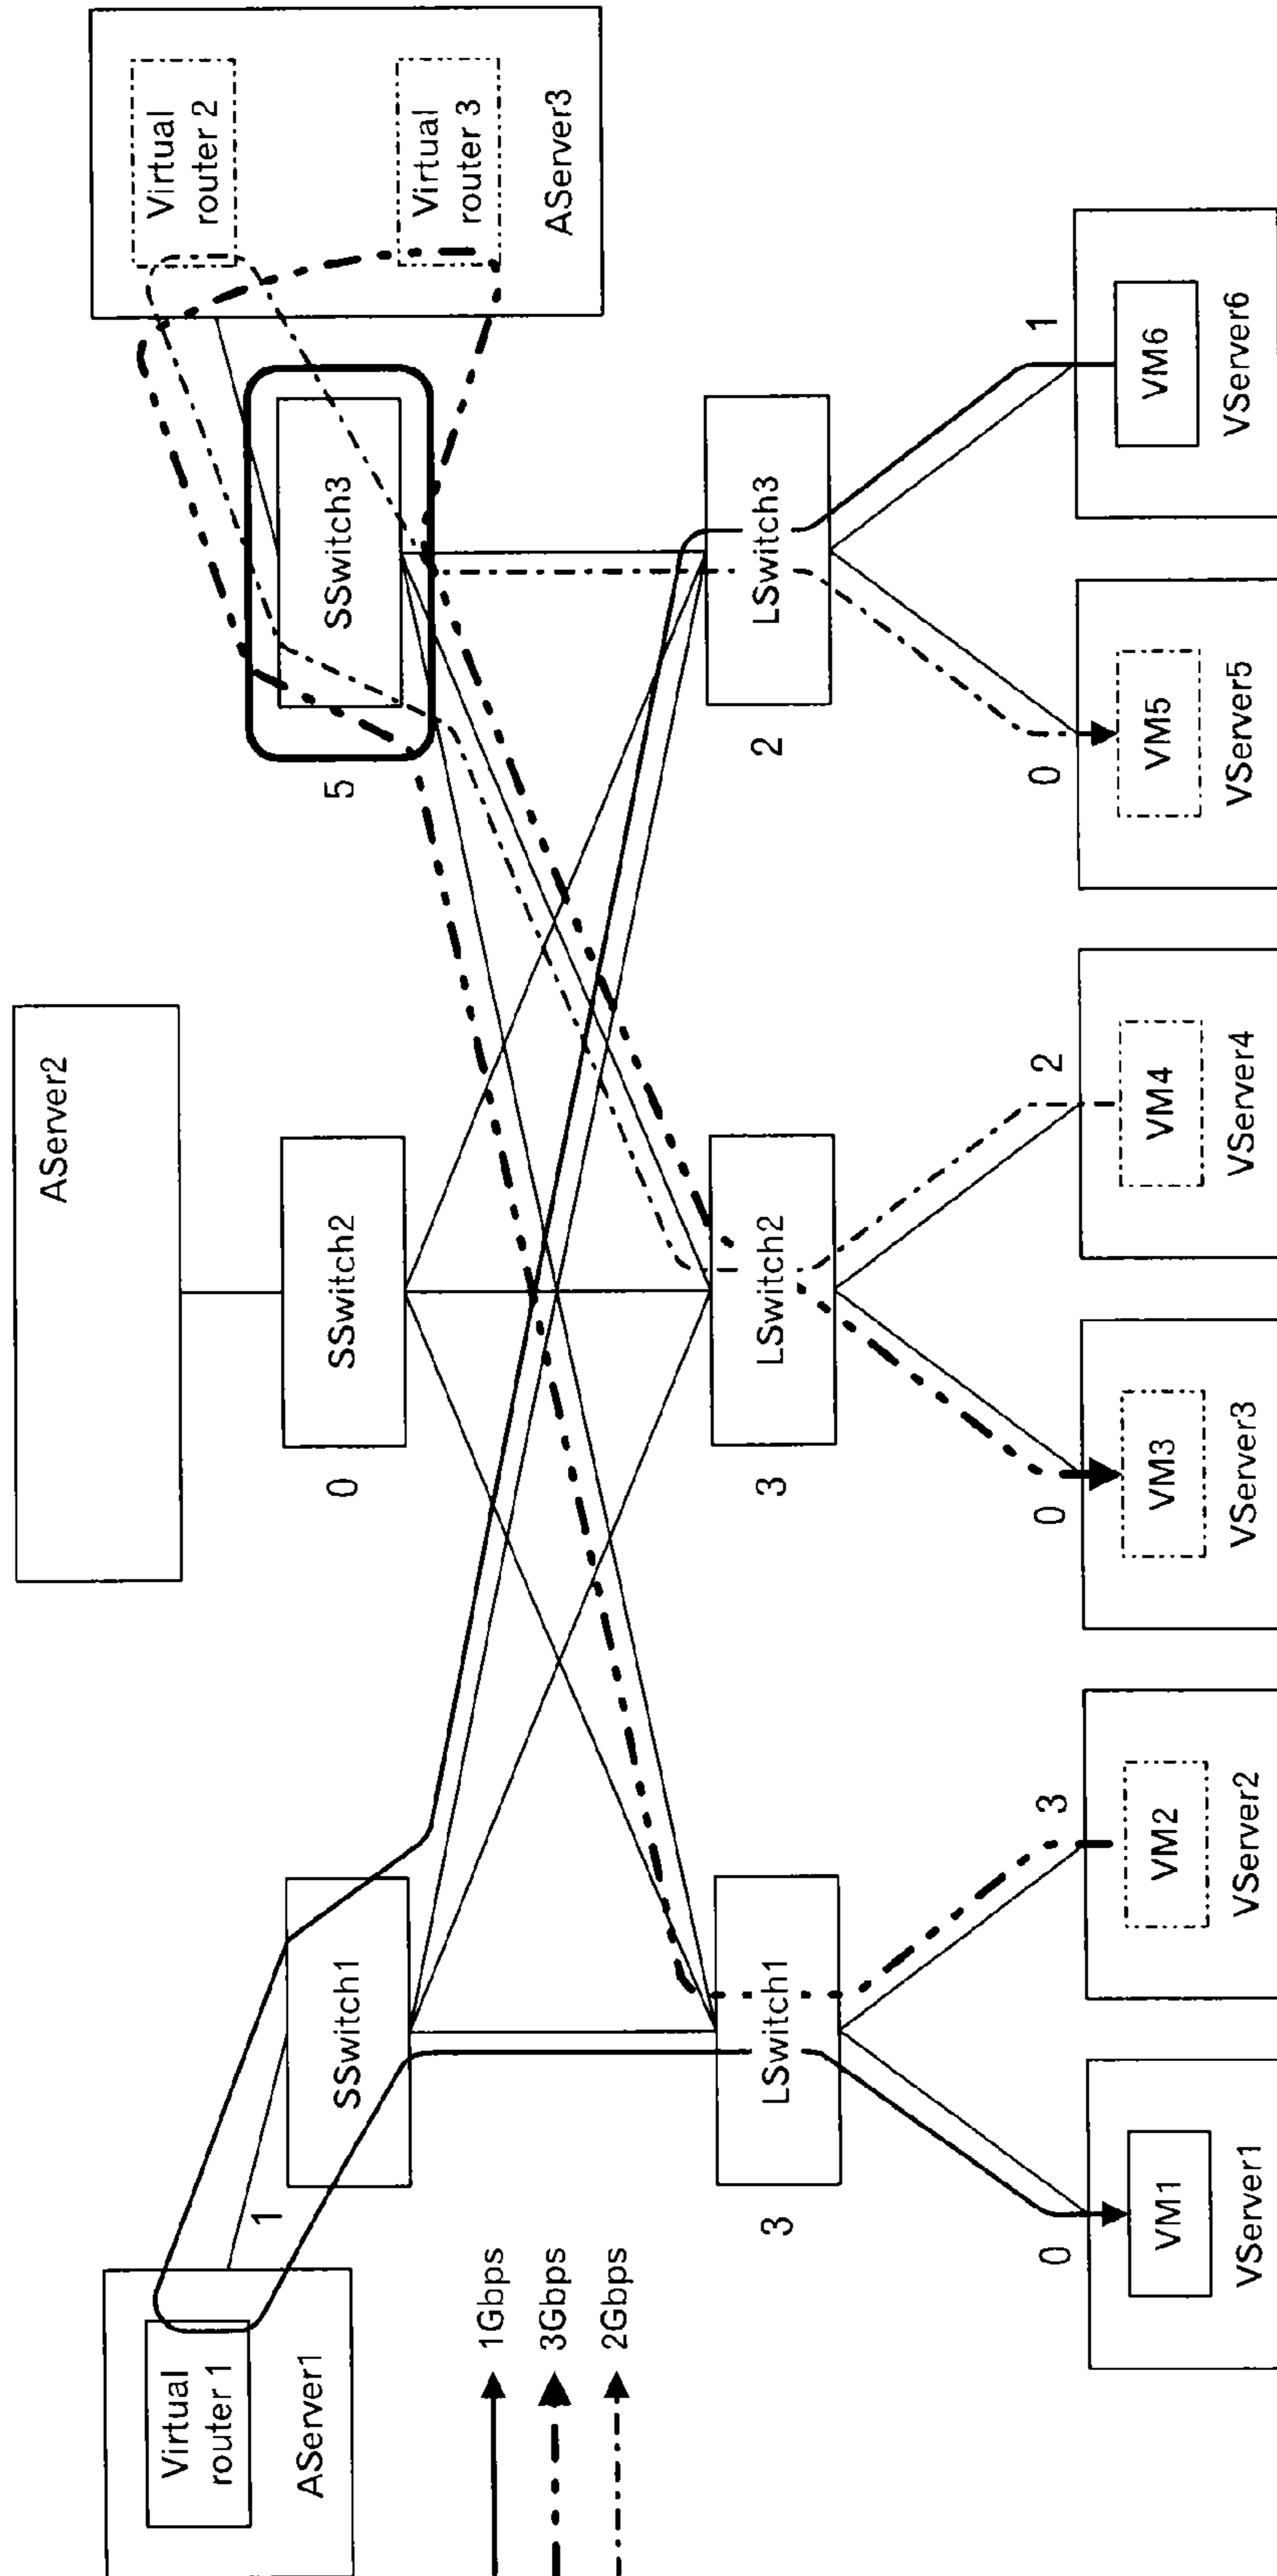 AServer2
Virtual
router 1
AServer1
Virtual
router 2
Virtual
router 3
AServer3
1
SSwitch1
0
SSwitch2
5
SSwitch3
1Gbps
3Gbps
2Gbps
3
LSwitch1
3
LSwitch2
2
LSwitch3
0
3
0
2
0
1
VM1
VM2
VM3
VM4
VM5
VM6
VServer1
VServer2
VServer3
VServer4
VServer5
VServer6